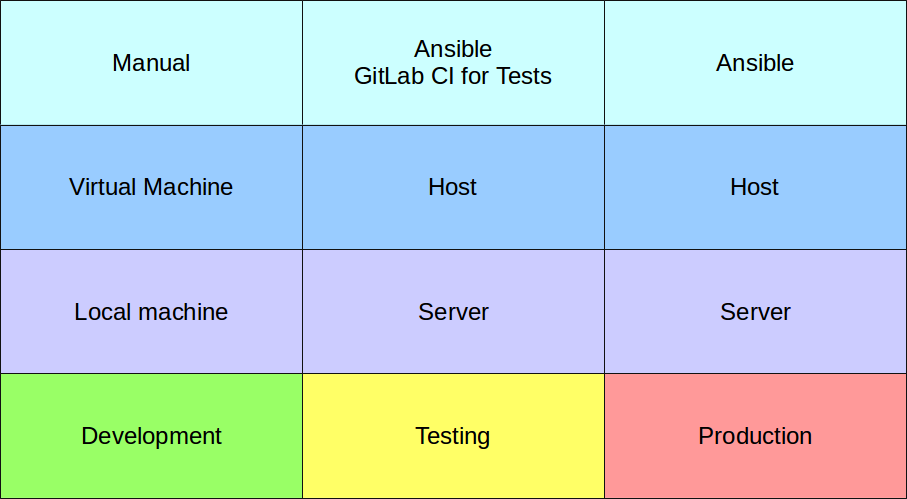 Manual
Ansible
GitLab CI for Tests
Ansible
Virtual Machine
Host
Host
Local machine
Server
Server
Development
Testing
Production